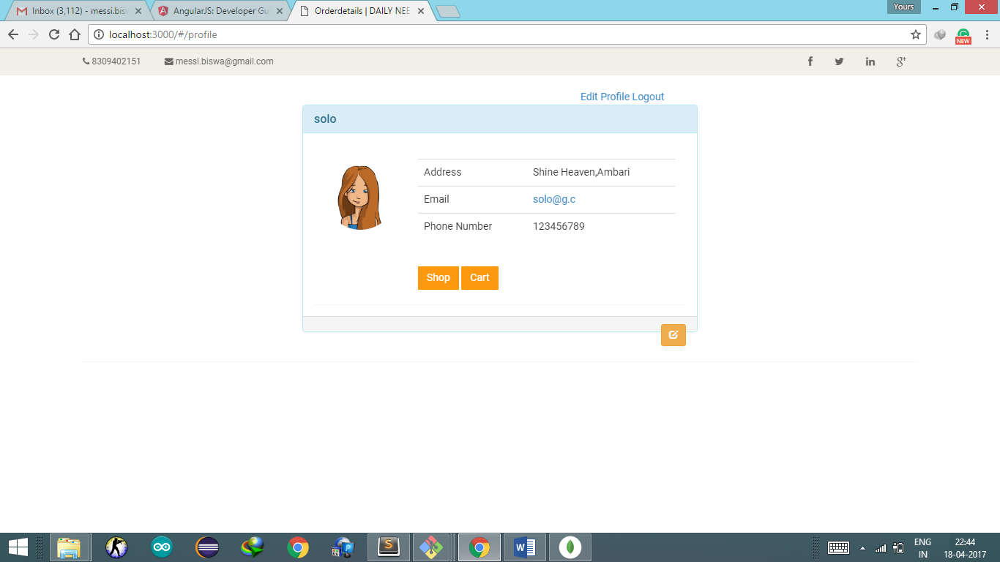 Inbox (3,112) - messi.bis
AngularJS: Developer Gu
Orderdetails | DAILY NEE
Yours
localhost:3000/#/profile
NEW
8309402151
messi.biswa@gmail.com
Edit Profile Logout
solo
Address Shine Heaven,Ambari
Email solo@g.c
Phone Number 123456789
Shop Cart
ENG
IN
22:44
18-04-2017